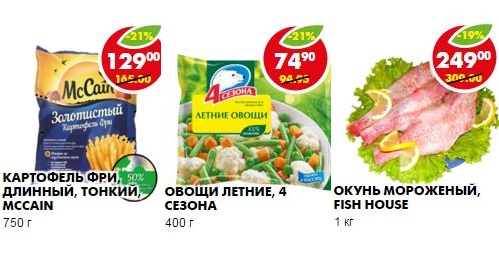 -21%
129⁰⁰
165.00
McCain
Золотистый
Картофель Фри
50%
КАРТОФЕЛЬ ФРИ,
ДЛИННЫЙ, ТОНКИЙ,
MCCAIN
750 г
-21%
74⁹⁰
94.95
4
СЕЗОНА
ЛЕТНИЕ ОВОЩИ
ОВОЩИ ЛЕТНИЕ, 4
СЕЗОНА
400 г
-19%
249⁰⁰
309.00
ОКУНЬ МОРОЖЕНЫЙ,
FISH HOUSE
1 кг